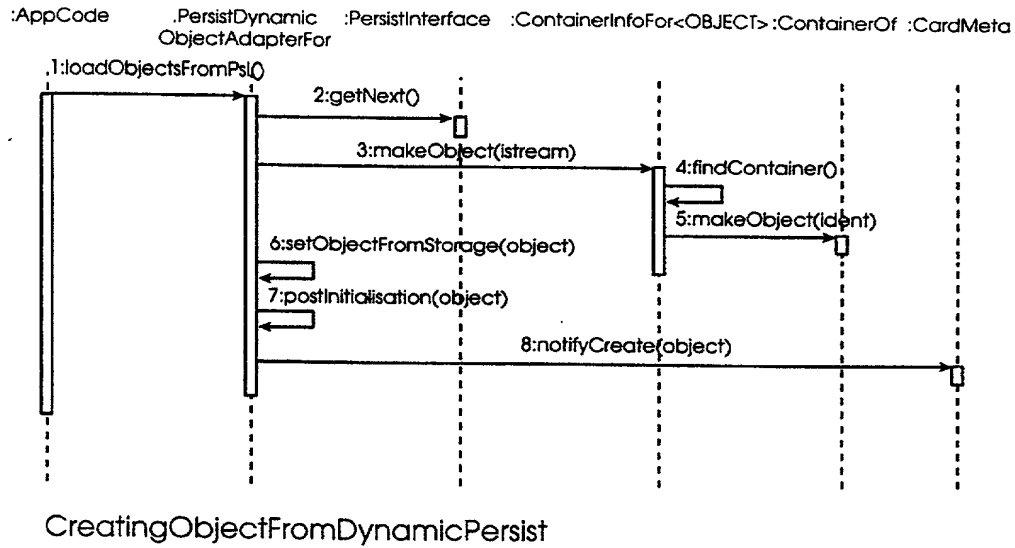 :AppCode .PersistDynamic :PersistInterface :ContainerInfoFor<OBJECT> :ContainerOf :CardMeta
ObjectAdapterFor
1:loadObjectsFromPsl()
2:getNext()
3:makeObject(istream)
4:findContainer()
5:makeObject(ident)
6:setObjectFromStorage(object)
7:postInitialisation(object)
8:notifyCreate(object)
CreatingObjectFromDynamicPersist